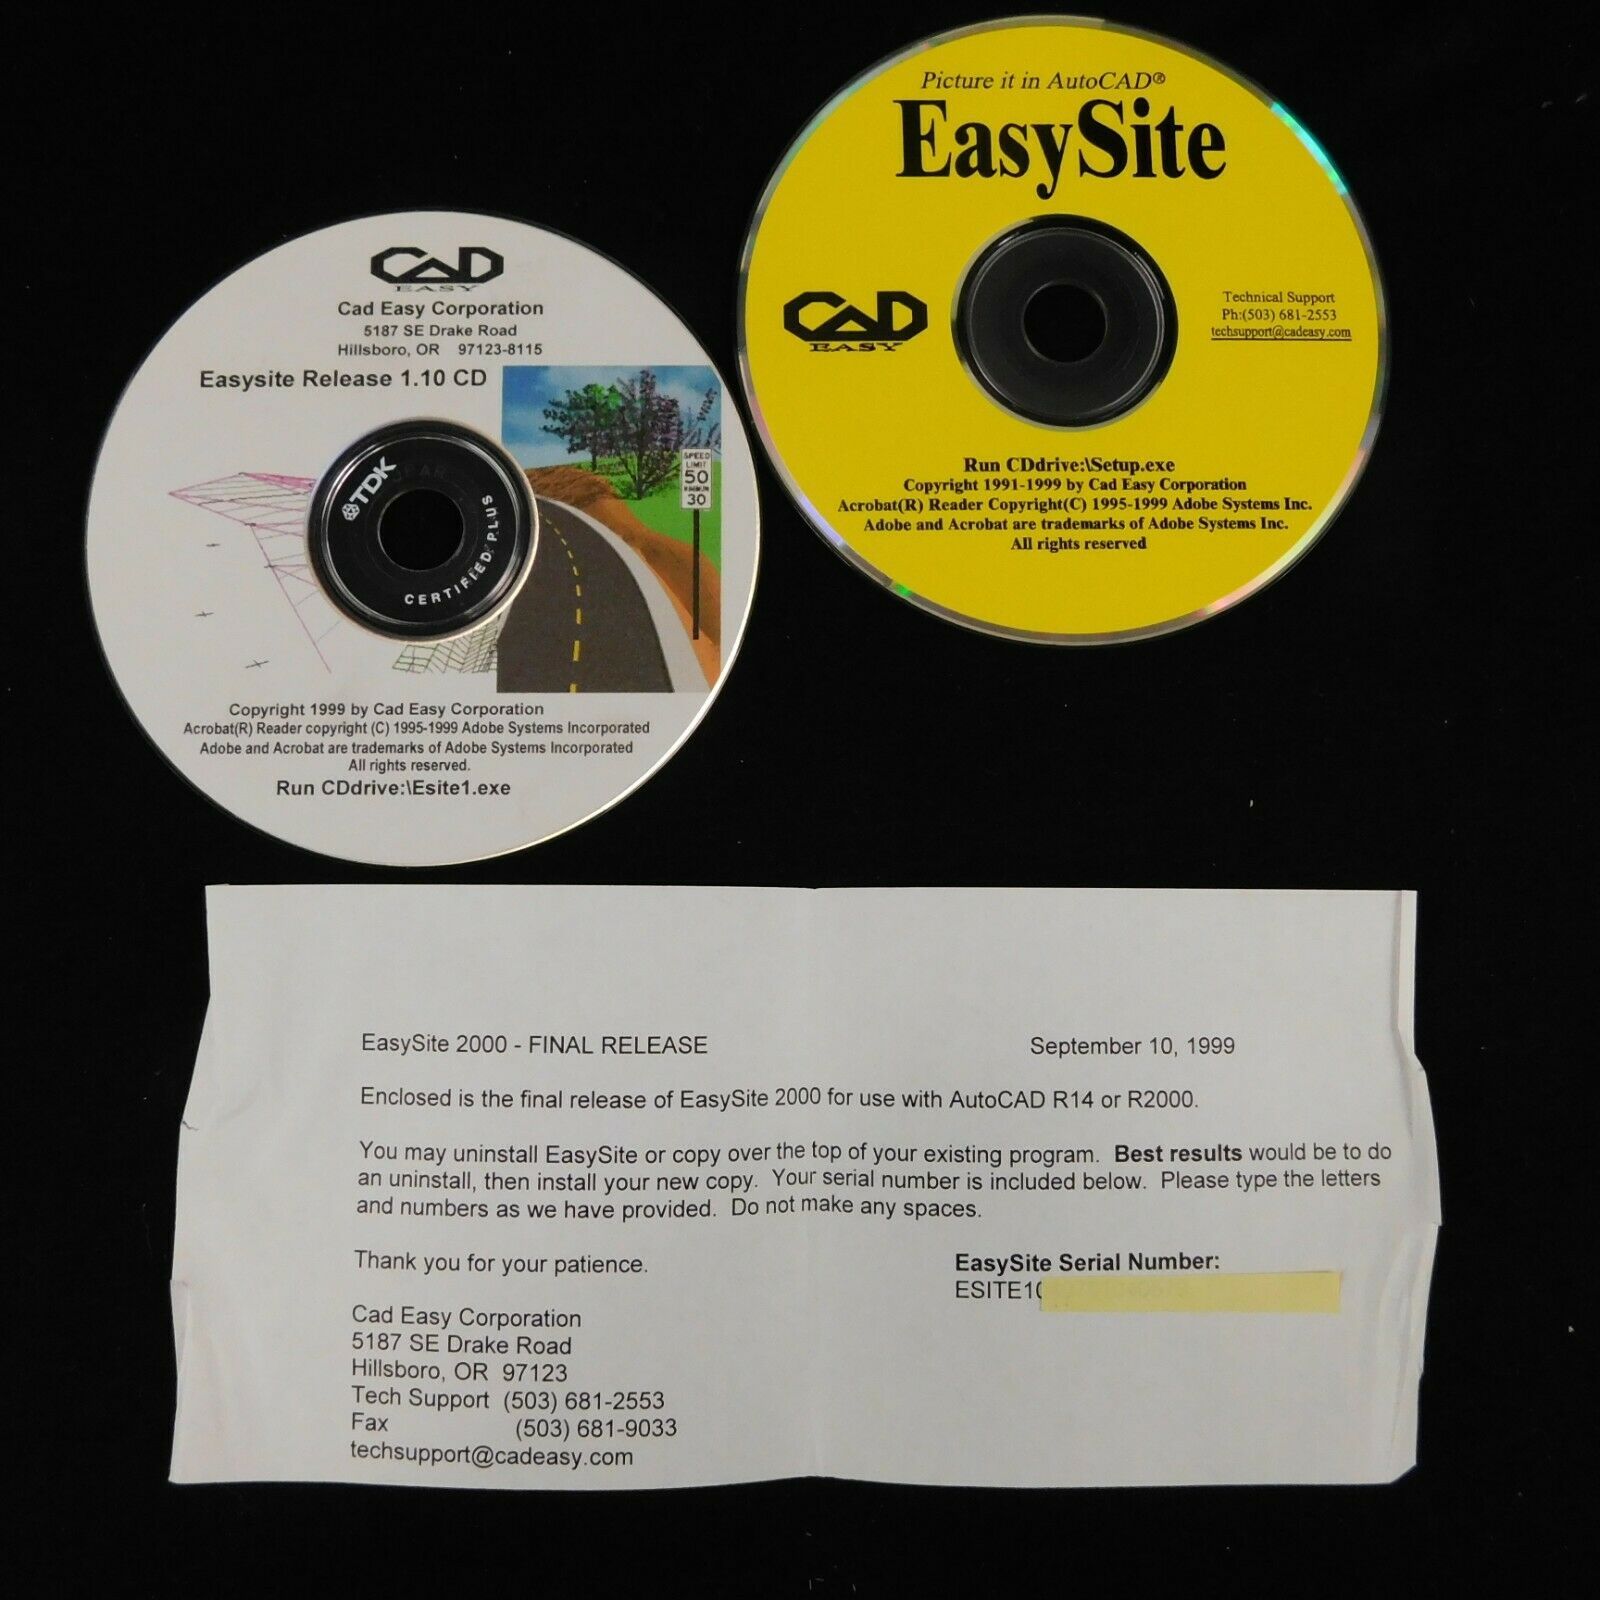 CAD
EASY
Cad Easy Corporation
5187 SE Drake Road
Hillsboro, OR 97123-8115
Easysite Release 1.10 CD
SPEED
LIMIT
50
MINIMUM
30
TDK
CERTIFIED PLUS
Copyright 1999 by Cad Easy Corporation
Acrobat(R) Reader copyright (C) 1995-1999 Adobe Systems Incorporated
Adobe and Acrobat are trademarks of Adobe Systems Incorporated
All rights reserved.
Run CDdrive:\Esite1.exe
Picture it in AutoCAD®
EasySite
CAD
EASY
Technical Support
Ph:(503) 681-2553
techsupport@cadeasy.com
Run CDdrive:\Setup.exe
Copyright 1991-1999 by Cad Easy Corporation
Acrobat(R) Reader Copyright(C) 1995-1999 Adobe Systems Inc.
Adobe and Acrobat are trademarks of Adobe Systems Inc.
All rights reserved
EasySite 2000 - FINAL RELEASE September 10, 1999
Enclosed is the final release of EasySite 2000 for use with AutoCAD R14 or R2000.
You may uninstall EasySite or copy over the top of your existing program. Best results would be to do
an uninstall, then install your new copy. Your serial number is included below. Please type the letters
and numbers as we have provided. Do not make any spaces.
Thank you for your patience.
EasySite Serial Number:
ESITE10
Cad Easy Corporation
5187 SE Drake Road
Hillsboro, OR 97123
Tech Support (503) 681-2553
Fax (503) 681-9033
techsupport@cadeasy.com